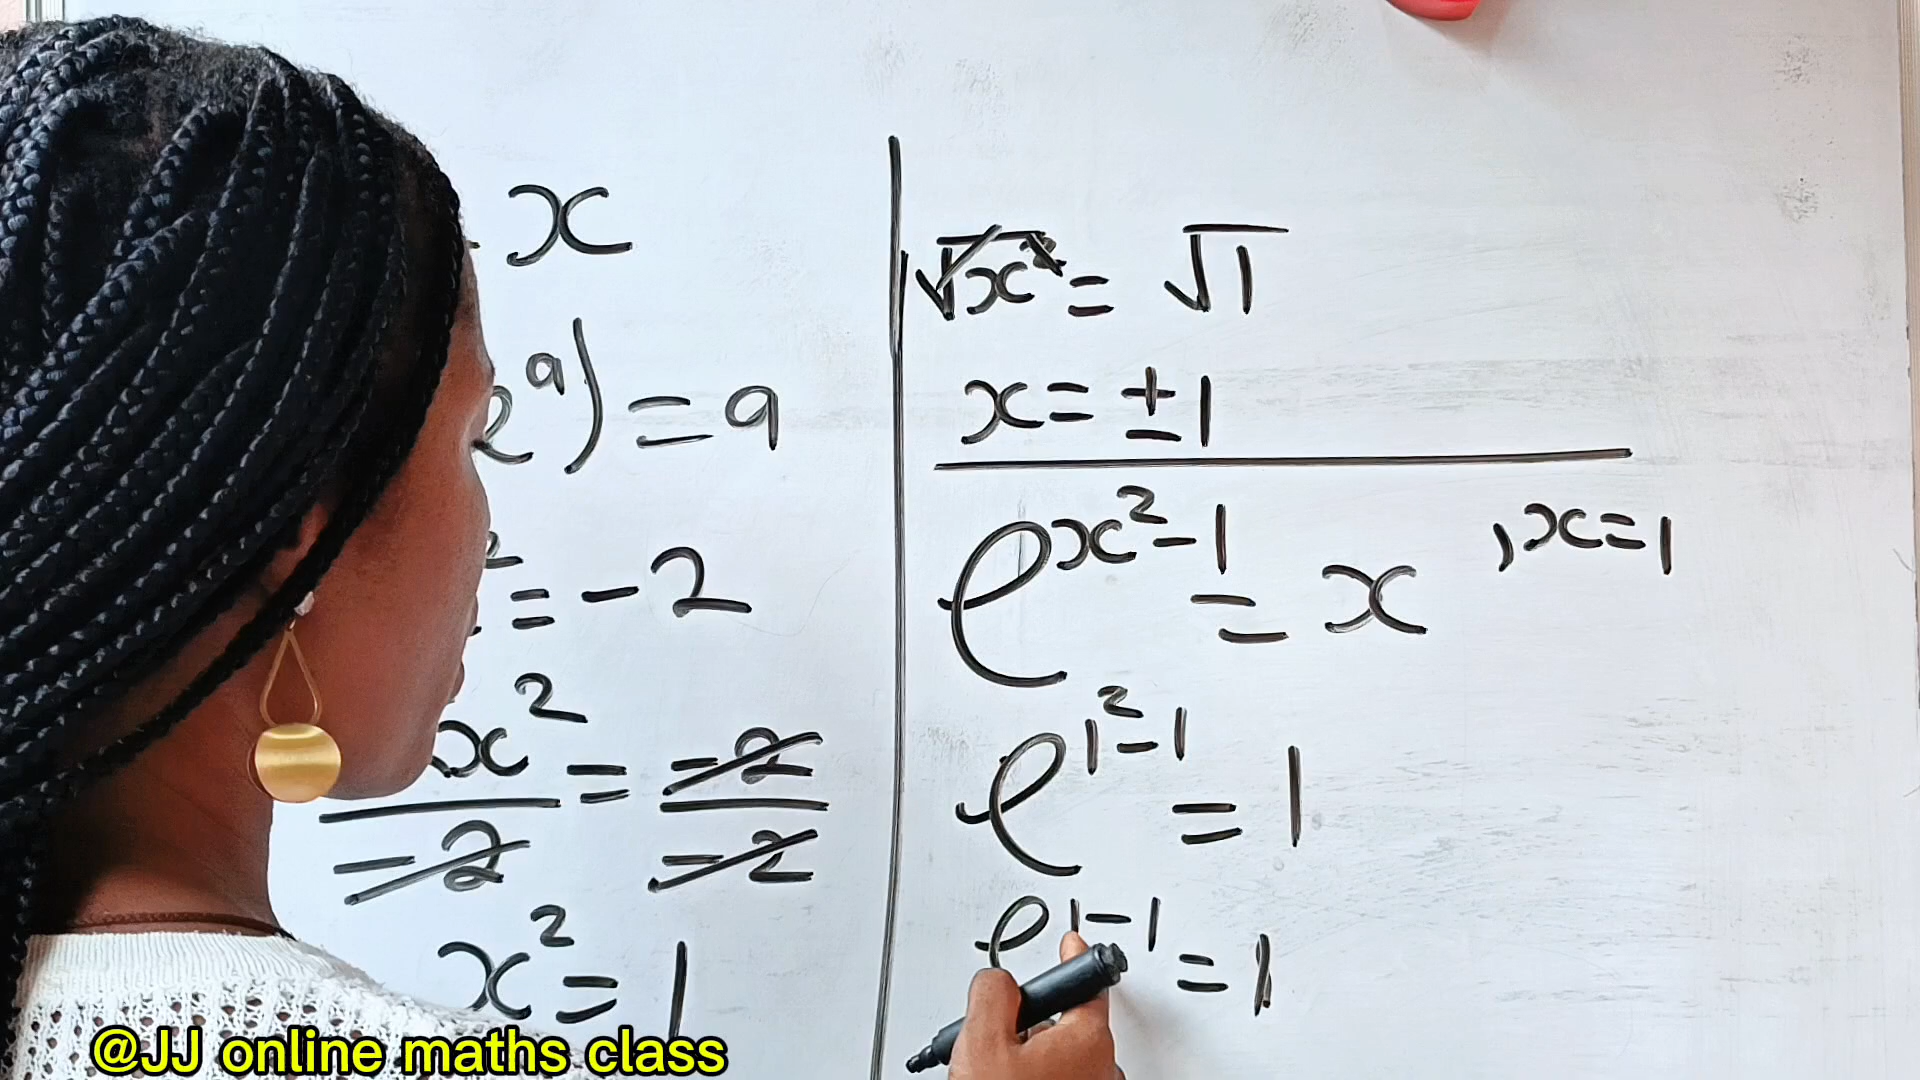 x
e^a) = a
² = -2
x²/-2 = -2/-2
x² = 1
√x² = √1
x = ±1
e^(x²-1) = x , x=1
e^(1²-1) = 1
e^(1-1) = 1
@JJ online maths class